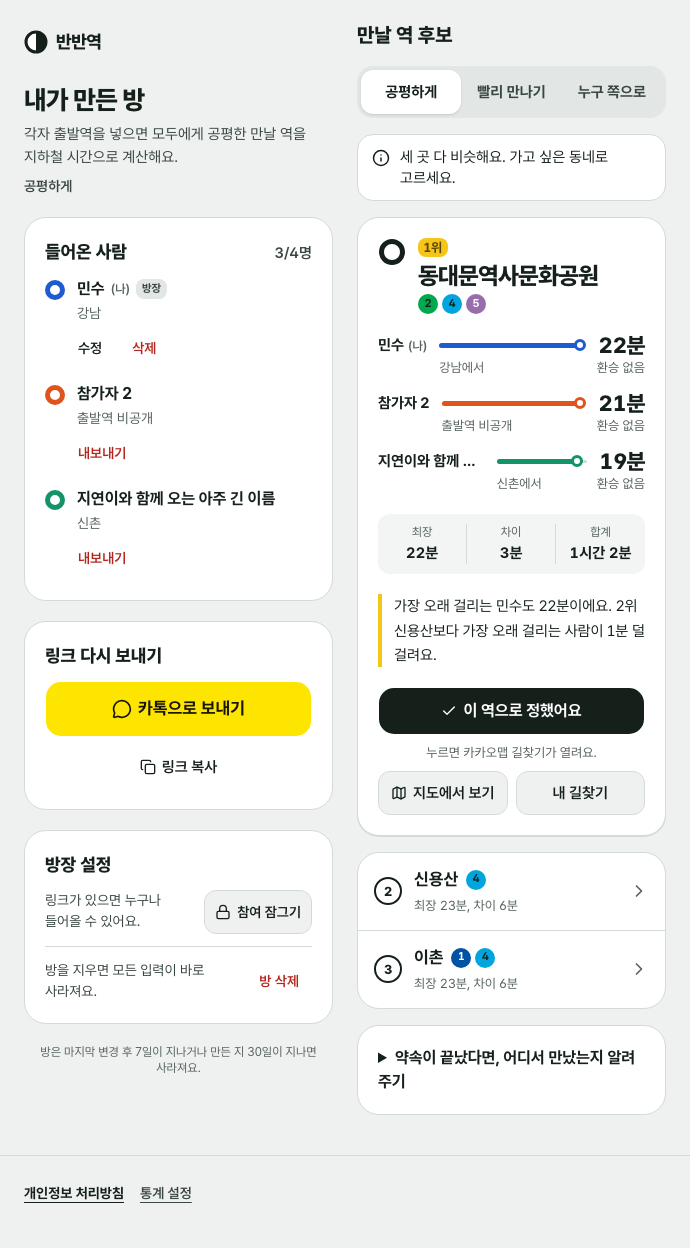 반반역
내가 만든 방
각자 출발역을 넣으면 모두에게 공평한 만날 역을
지하철 시간으로 계산해요.
공평하게
들어온 사람
3/4명
민수 (나) 방장
강남
수정 삭제
참가자 2
출발역 비공개
내보내기
지연이와 함께 오는 아주 긴 이름
신촌
내보내기
링크 다시 보내기
카톡으로 보내기
링크 복사
방장 설정
링크가 있으면 누구나
들어올 수 있어요.
참여 잠그기
방을 지우면 모든 입력이 바로
사라져요.
방 삭제
방은 마지막 변경 후 7일이 지나거나 만든 지 30일이 지나면
사라져요.
만날 역 후보
공평하게 빨리 만나기 누구 쪽으로
세 곳 다 비슷해요. 가고 싶은 동네로
고르세요.
1위
동대문역사문화공원
2 4 5
민수 (나) 22분
강남에서 환승 없음
참가자 2 21분
출발역 비공개 환승 없음
지연이와 함께 ... 19분
신촌에서 환승 없음
최장 차이 합계
22분 3분 1시간 2분
가장 오래 걸리는 민수도 22분이에요. 2위
신용산보다 가장 오래 걸리는 사람이 1분 덜
걸려요.
이 역으로 정했어요
누르면 카카오맵 길찾기가 열려요.
지도에서 보기 내 길찾기
2 신용산 4
최장 23분, 차이 6분
3 이촌 1 4
최장 23분, 차이 6분
약속이 끝났다면, 어디서 만났는지 알려
주기
개인정보 처리방침 통계 설정